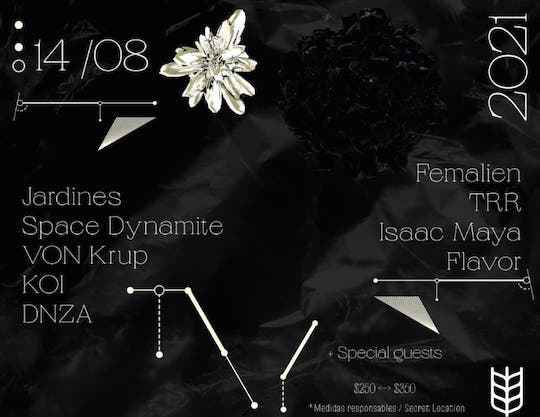 14 /08
2021
Jardines
Space Dynamite
VON Krup
KOI
DNZA
Femalien
TRR
Isaac Maya
Flavor
+ Special guests
$250 <-> $350
*Medidas responsables / Secret Location